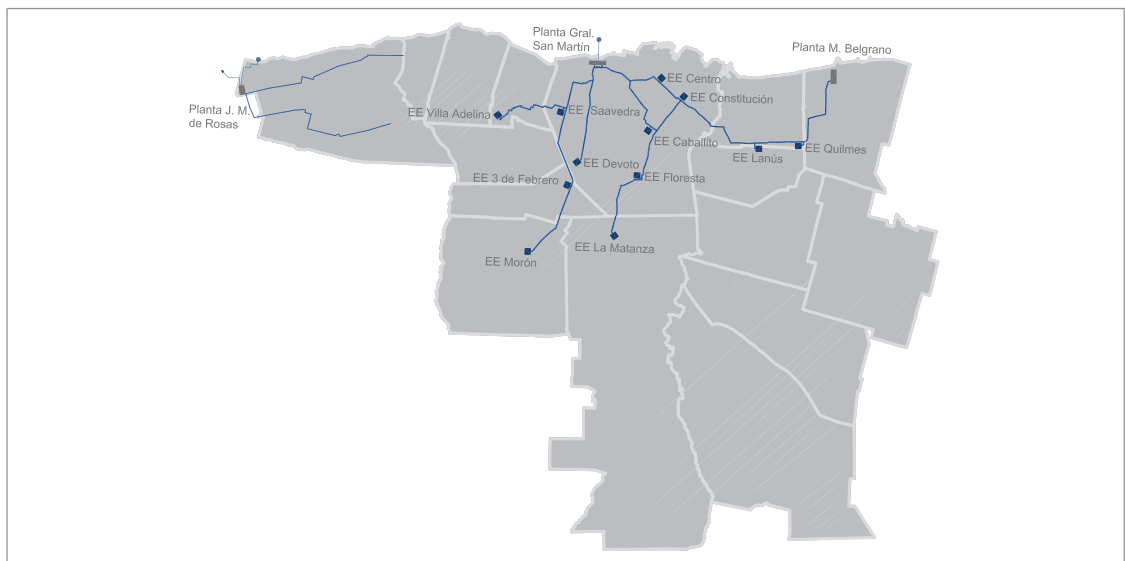 Planta Gral.
San Martín
Planta M. Belgrano
EE Centro
EE Constitución
Planta J. M.
de Rosas
EE Villa Adelina
EE Saavedra
EE Caballito
EE Quilmes
EE Lanús
EE Devoto
EE 3 de Febrero
EE Floresta
EE La Matanza
EE Morón